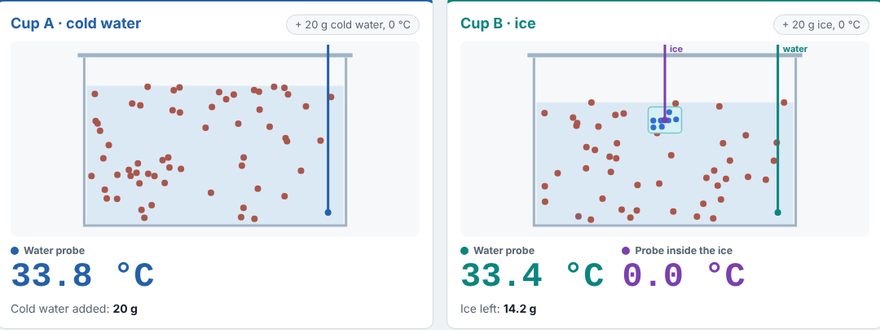 Cup A · cold water
+ 20 g cold water, 0 °C
Water probe
33.8 °C
Cold water added: 20 g
Cup B · ice
+ 20 g ice, 0 °C
ice
water
Water probe
33.4 °C
Probe inside the ice
0.0 °C
Ice left: 14.2 g